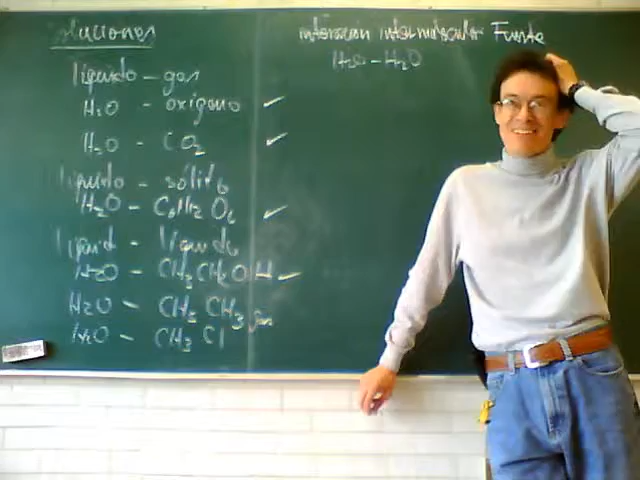 Soluciones
líquido - gas
H2O - oxígeno ✓
H2O - CO2 ✓
líquido - sólido
H2O - C6H12O6 ✓
líquido - líquido
H2O - CH3CH2OH ✓
H2O - CH3CH3
H2O - CH3Cl
interacion intermolecular Fuerte
H2O - H2O